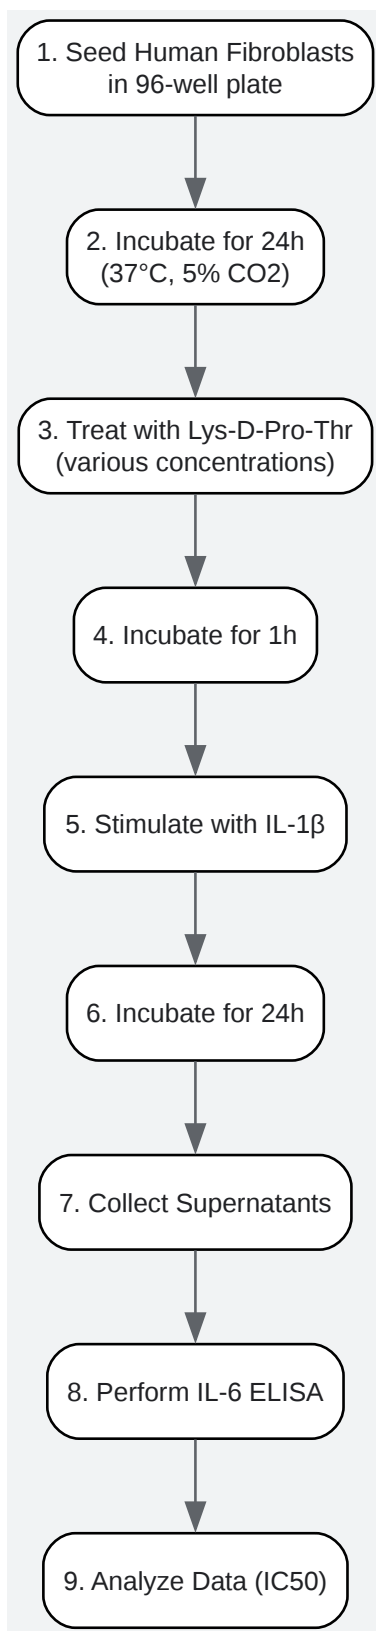 1. Seed Human Fibroblasts
in 96-well plate
2. Incubate for 24h
(37°C, 5% CO2)
3. Treat with Lys-D-Pro-Thr
(various concentrations)
4. Incubate for 1h
5. Stimulate with IL-1β
6. Incubate for 24h
7. Collect Supernatants
8. Perform IL-6 ELISA
9. Analyze Data (IC50)